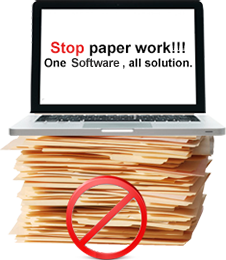 Stop paper work!!!
One Software , all solution.